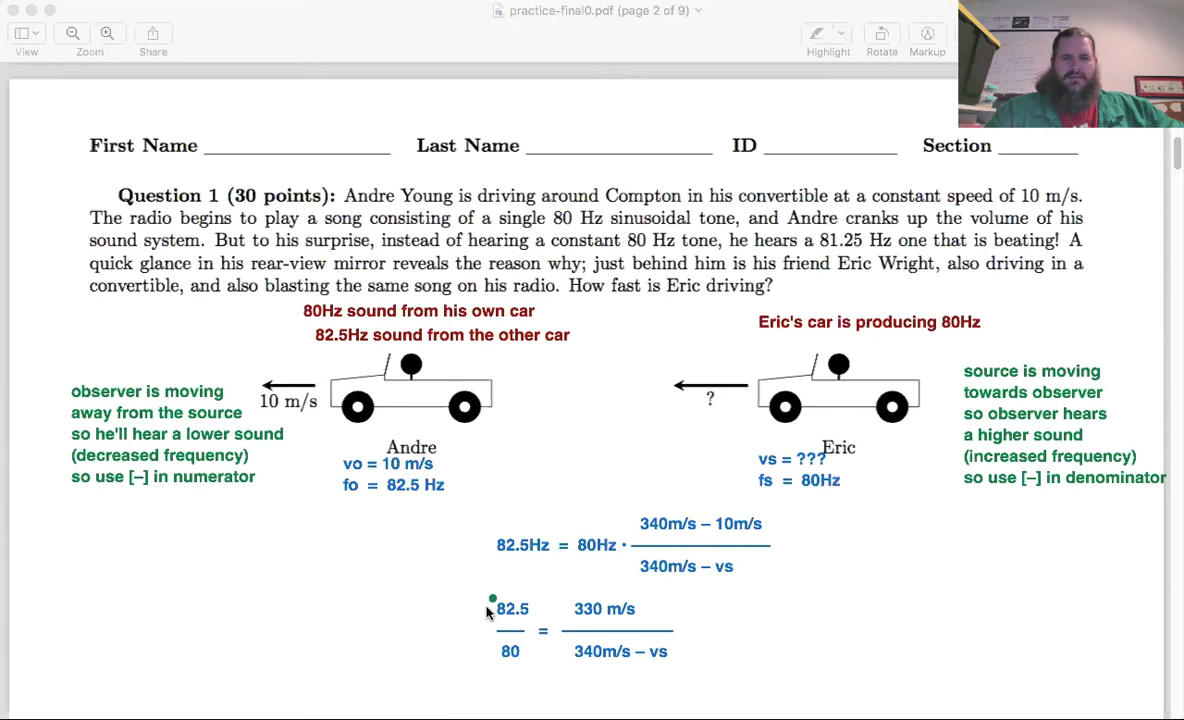 practice-final0.pdf (page 2 of 9)
View Zoom Share Highlight Rotate Markup
First Name Last Name ID Section
Question 1 (30 points): Andre Young is driving around Compton in his convertible at a constant speed of 10 m/s.
The radio begins to play a song consisting of a single 80 Hz sinusoidal tone, and Andre cranks up the volume of his
sound system. But to his surprise, instead of hearing a constant 80 Hz tone, he hears a 81.25 Hz one that is beating! A
quick glance in his rear-view mirror reveals the reason why; just behind him is his friend Eric Wright, also driving in a
convertible, and also blasting the same song on his radio. How fast is Eric driving?
80Hz sound from his own car
82.5Hz sound from the other car
Eric's car is producing 80Hz
observer is moving
away from the source
so he'll hear a lower sound
(decreased frequency)
so use [–] in numerator
10 m/s
Andre
vo = 10 m/s
fo = 82.5 Hz
?
Eric
vs = ???
fs = 80Hz
source is moving
towards observer
so observer hears
a higher sound
(increased frequency)
so use [–] in denominator
340m/s – 10m/s
82.5Hz = 80Hz ·
340m/s – vs
82.5 330 m/s
=
80 340m/s – vs